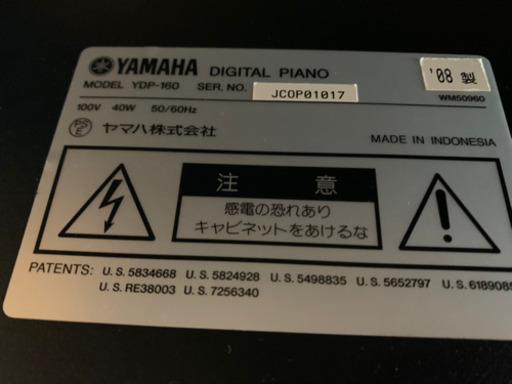 YAMAHA DIGITAL PIANO
'08 製
MODEL YDP-160 SER. NO. JCOP01017
WM50960
100V 40W 50/60Hz
PSE ヤマハ株式会社
MADE IN INDONESIA
注 意
感電の恐れあり
キャビネットをあけるな
PATENTS: U. S. 5834668 U. S. 5824928 U. S. 5498835 U. S. 5652797 U. S. 6189085
U. S. RE38003 U. S. 7256340